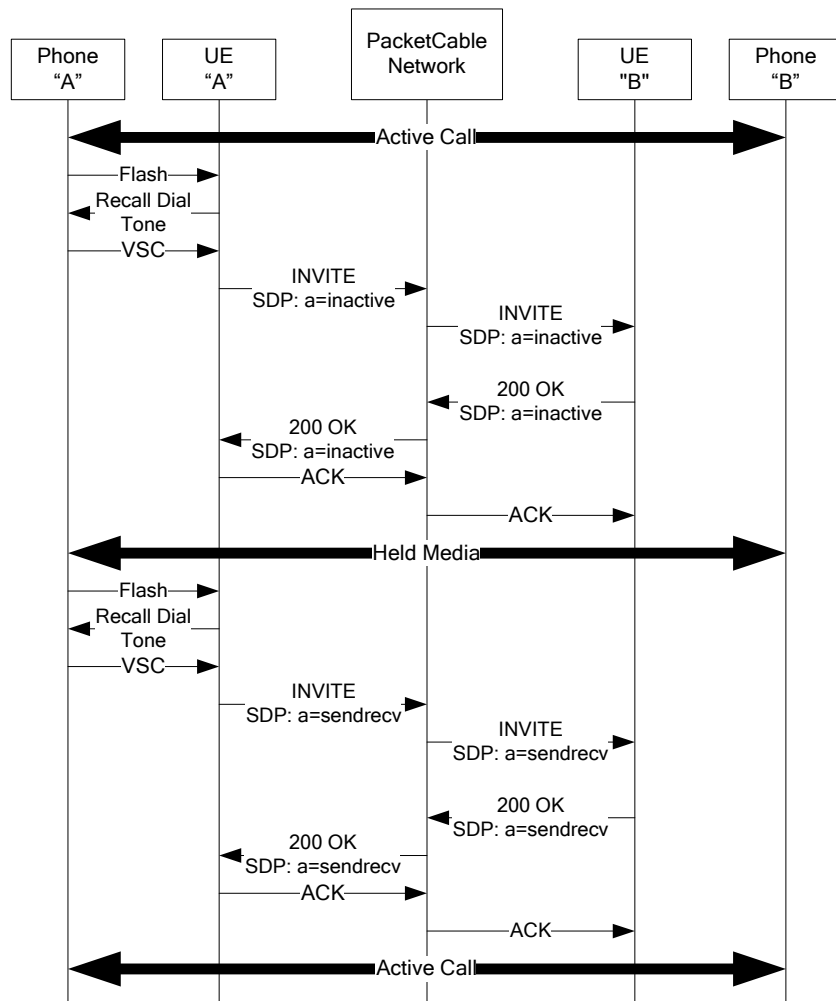 Phone
“A”
UE
“A”
PacketCable
Network
UE
"B"
Phone
“B”
Active Call
Flash
Recall Dial
Tone
VSC
INVITE
SDP: a=inactive
INVITE
SDP: a=inactive
200 OK
SDP: a=inactive
200 OK
SDP: a=inactive
ACK
ACK
Held Media
Flash
Recall Dial
Tone
VSC
INVITE
SDP: a=sendrecv
INVITE
SDP: a=sendrecv
200 OK
SDP: a=sendrecv
200 OK
SDP: a=sendrecv
ACK
ACK
Active Call